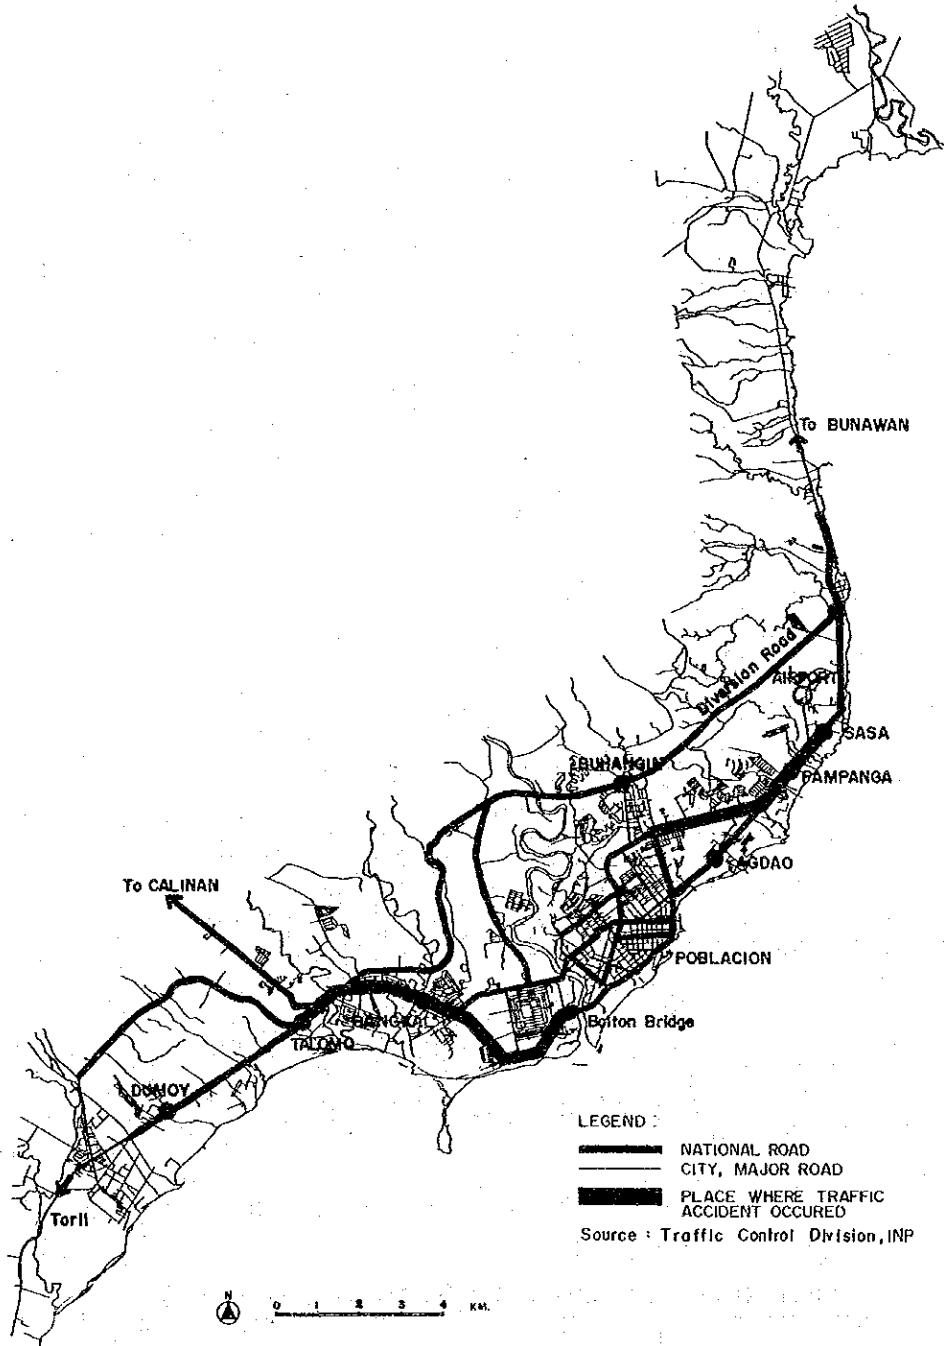 To BUNAWAN
Diversion Road
AIRPORT
SASA
BUHANGIN
PAMPANGA
AGDAO
To CALINAN
POBLACION
BANGKAL
Bolton Bridge
TALOMO
DUMOY
LEGEND :
NATIONAL ROAD
CITY, MAJOR ROAD
PLACE WHERE TRAFFIC
ACCIDENT OCCURED
Toril
Source : Traffic Control Division, INP
N
0 1 2 3 4 KM.